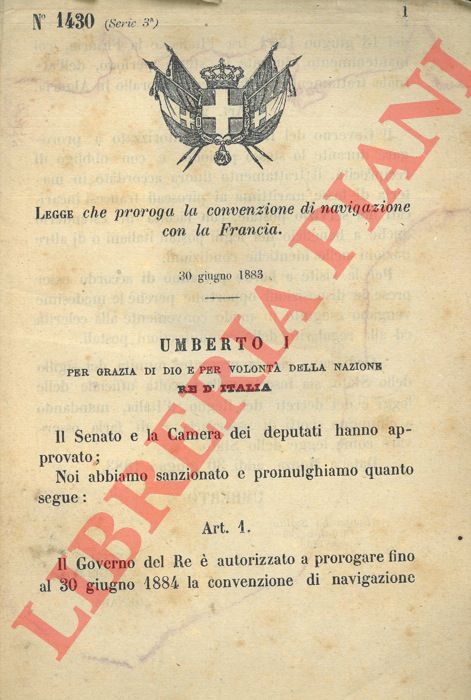 N° 1430 (Serie 3ª)
1
LEGGE che proroga la convenzione di navigazione
con la Francia.
30 giugno 1883
UMBERTO I
PER GRAZIA DI DIO E PER VOLONTÀ DELLA NAZIONE
RE D'ITALIA
Il Senato e la Camera dei deputati hanno ap-
provato;
Noi abbiamo sanzionato e promulghiamo quanto
segue:
Art. 1.
Il Governo del Re è autorizzato a prorogare fino
al 30 giugno 1884 la convenzione di navigazione
LIBRERIA PIANI